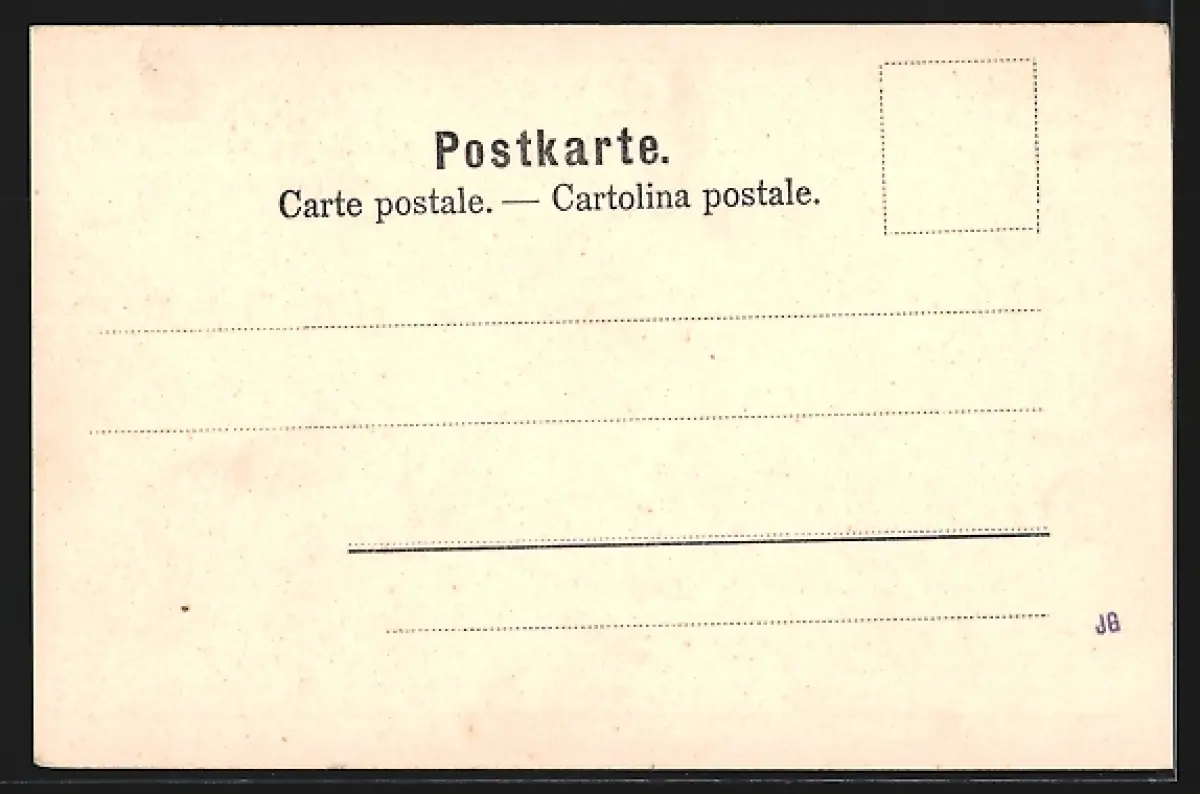 Postkarte.
Carte postale. — Cartolina postale.
JG